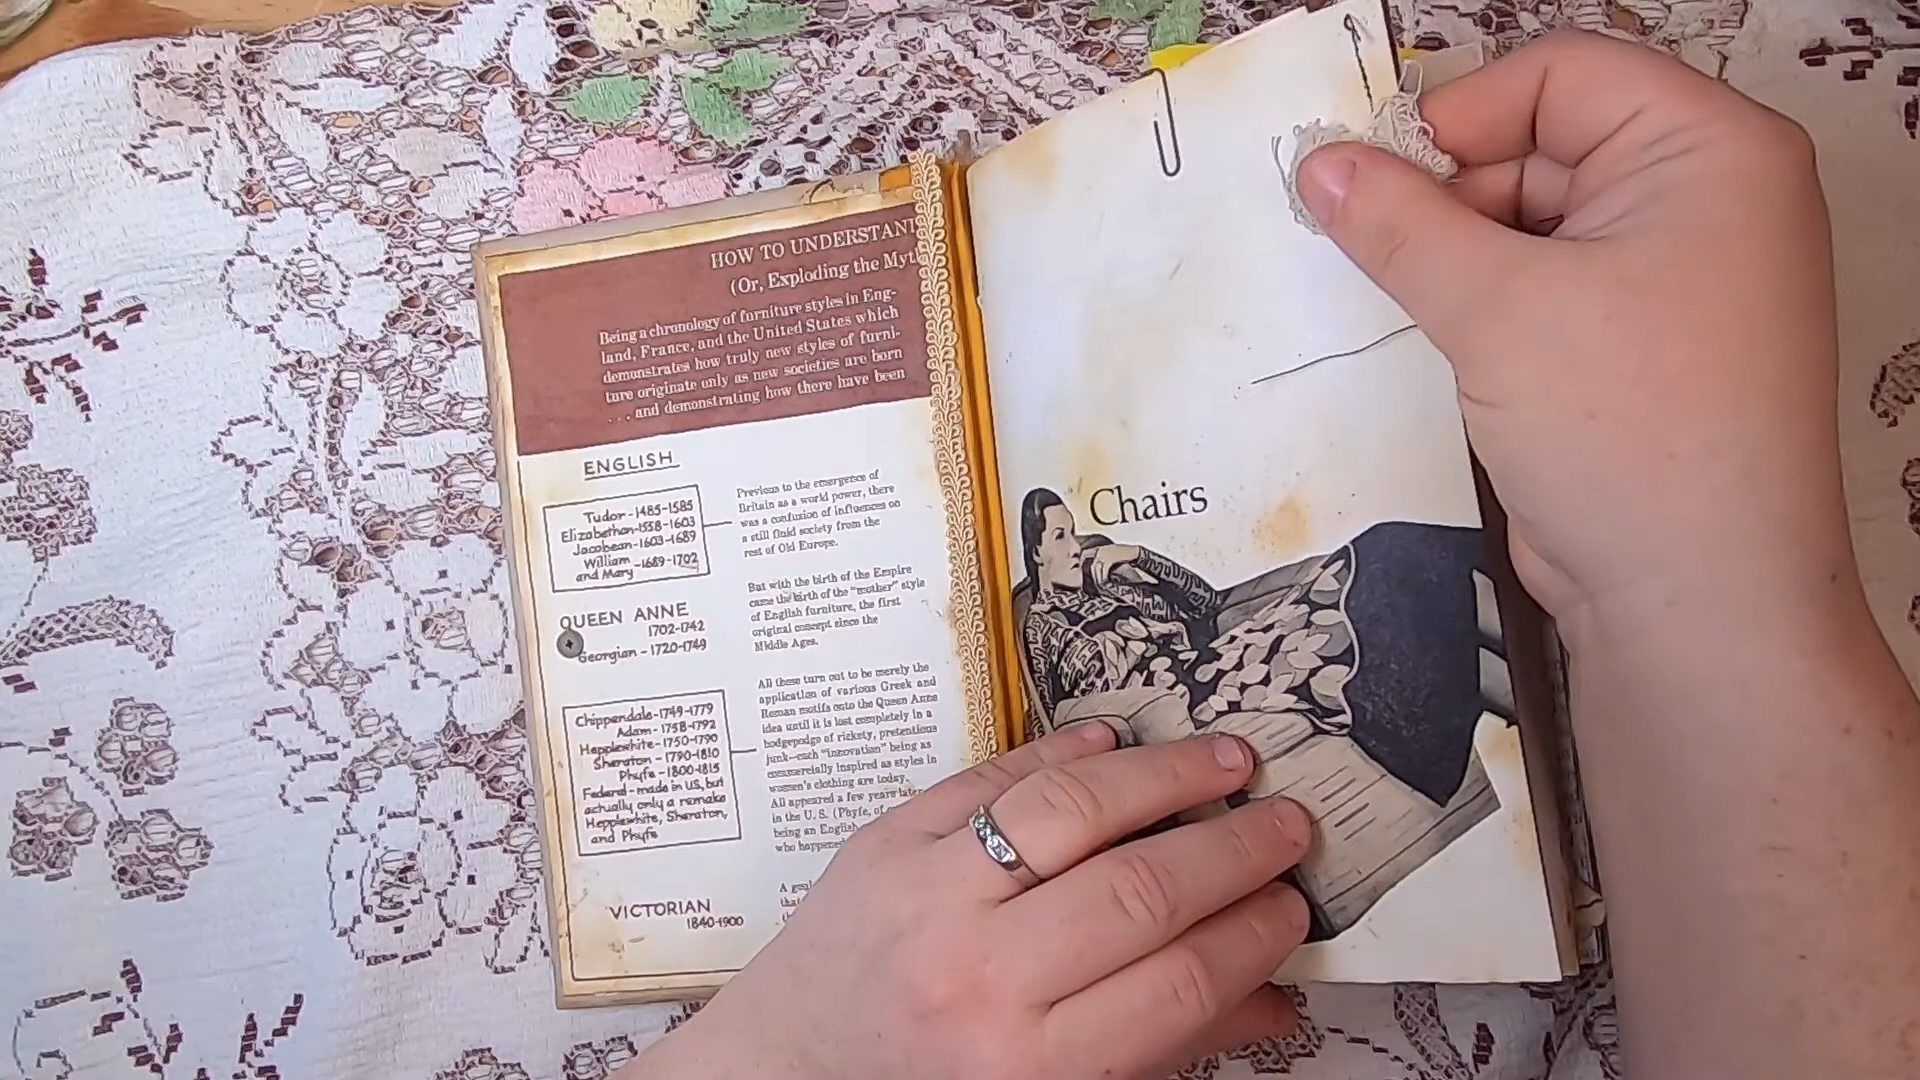 HOW TO UNDERSTAND
(Or, Exploding the Myt
Being a chronology of furniture styles in Eng-
land, France, and the United States which
demonstrates how truly new styles of furni-
ture originate only as new societies are born
... and demonstrating how there have been
ENGLISH
Tudor - 1485-1585
Elizabethan-1558-1603
Jacobean-1603-1689
William
and Mary -1689-1702
Previous to the emergence of
Britain as a world power, there
was a confusion of influences on
a still fluid society from the
rest of Old Europe.
QUEEN ANNE
1702-1742
Georgian - 1720-1749
But with the birth of the Empire
came the birth of the "mother" style
of English furniture, the first
original concept since the
Middle Ages.
Chippendale-1749-1779
Adam - 1758-1792
Hepplewhite-1750-1790
Sheraton - 1790-1810
Phyfe - 1800-1815
Federal-made in US, but
actually only a remake
Hepplewhite, Sheraton,
and Phyfe
All these turn out to be merely the
application of various Greek and
Roman motifs onto the Queen Anne
idea until it is lost completely in a
hodgepodge of rickety, pretentious
junk—each "innovation" being as
commercially inspired as styles in
women's clothing are today.
All appeared a few years later
in the U. S. (Phyfe, of
being an English
who happened
VICTORIAN
1840-1900
A goal
that
Chairs